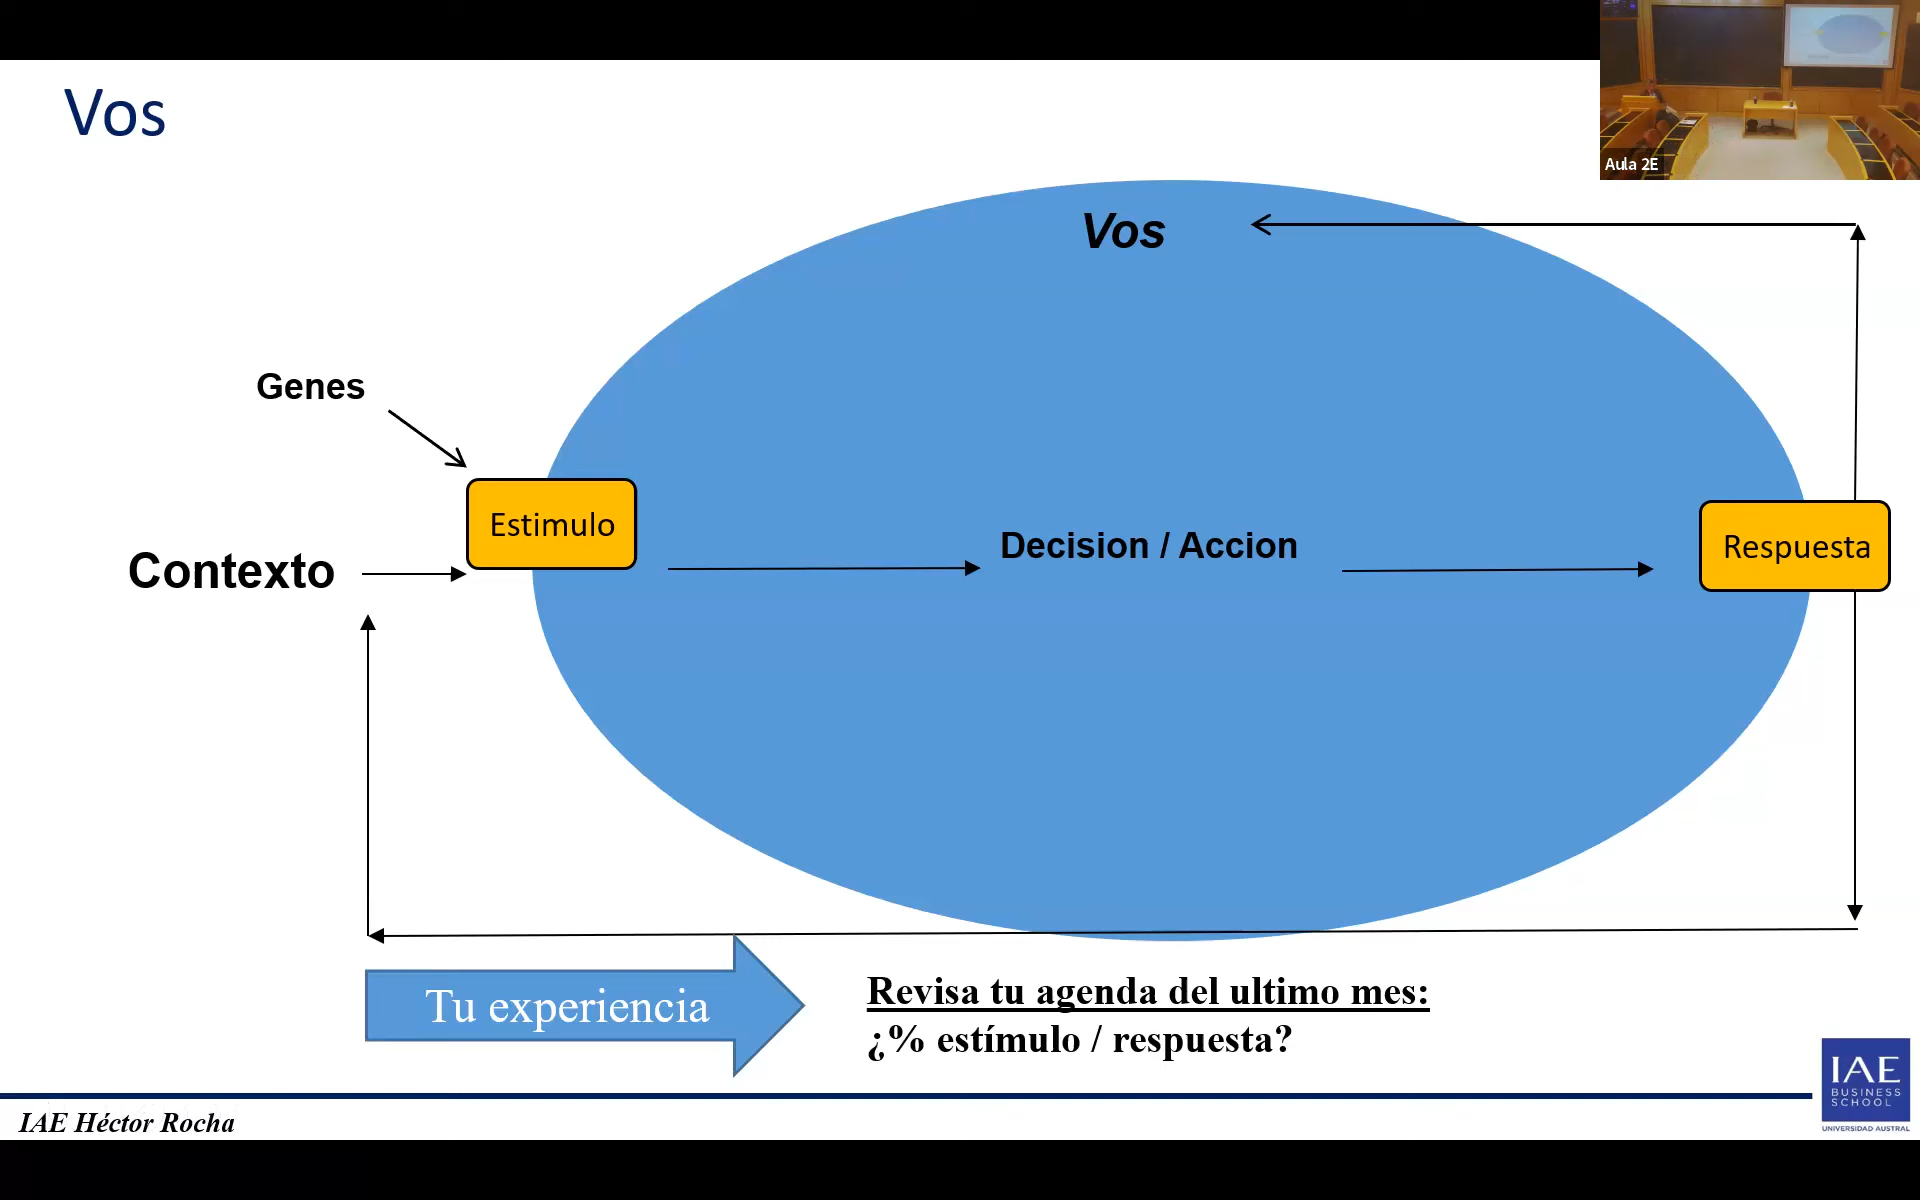 Vos
Aula 2E
Vos
Genes
Estimulo
Contexto
Decision / Accion
Respuesta
Tu experiencia
Revisa tu agenda del ultimo mes:
¿% estímulo / respuesta?
IAE Héctor Rocha
IAE
BUSINESS
SCHOOL
UNIVERSIDAD AUSTRAL